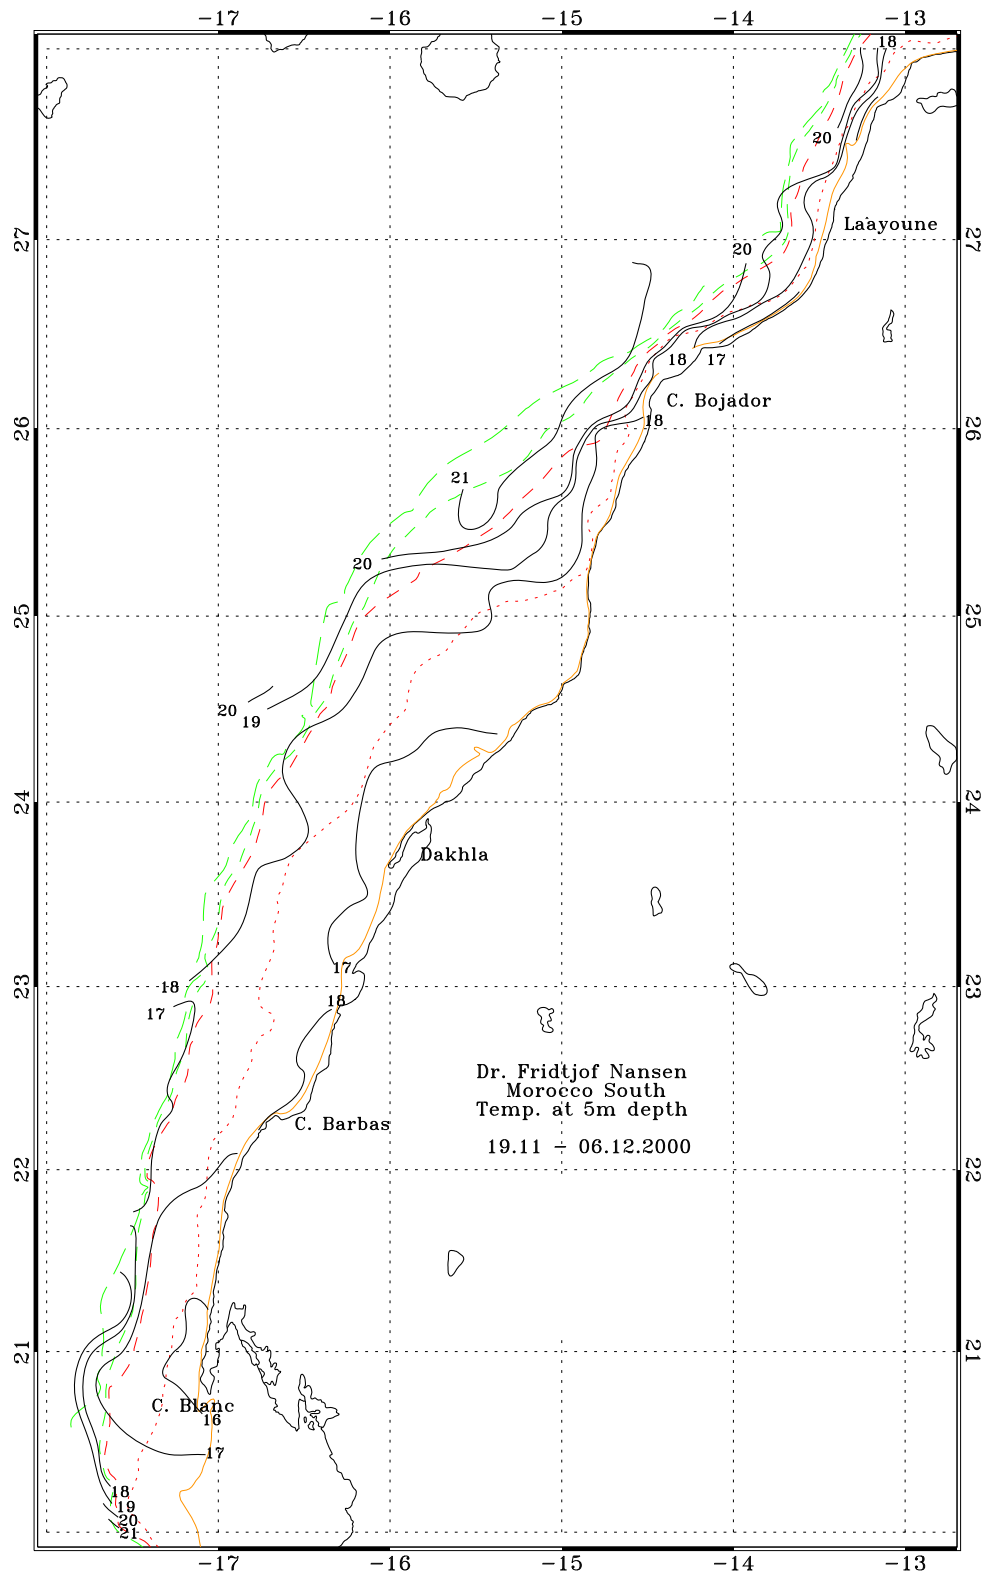 -17 -16 -15 -14 -13
18
20
Laayoune
27 20 27
18 17
C. Bojador
26 18 26
21
20
25 25
20 19
24 24
Dakhla
17
23 18 23
17 18
Dr. Fridtjof Nansen
Morocco South
Temp. at 5m depth
C. Barbas
19.11 – 06.12.2000
22 22
21 21
C. Blanc
16
17
18
19
20
21
-17 -16 -15 -14 -13